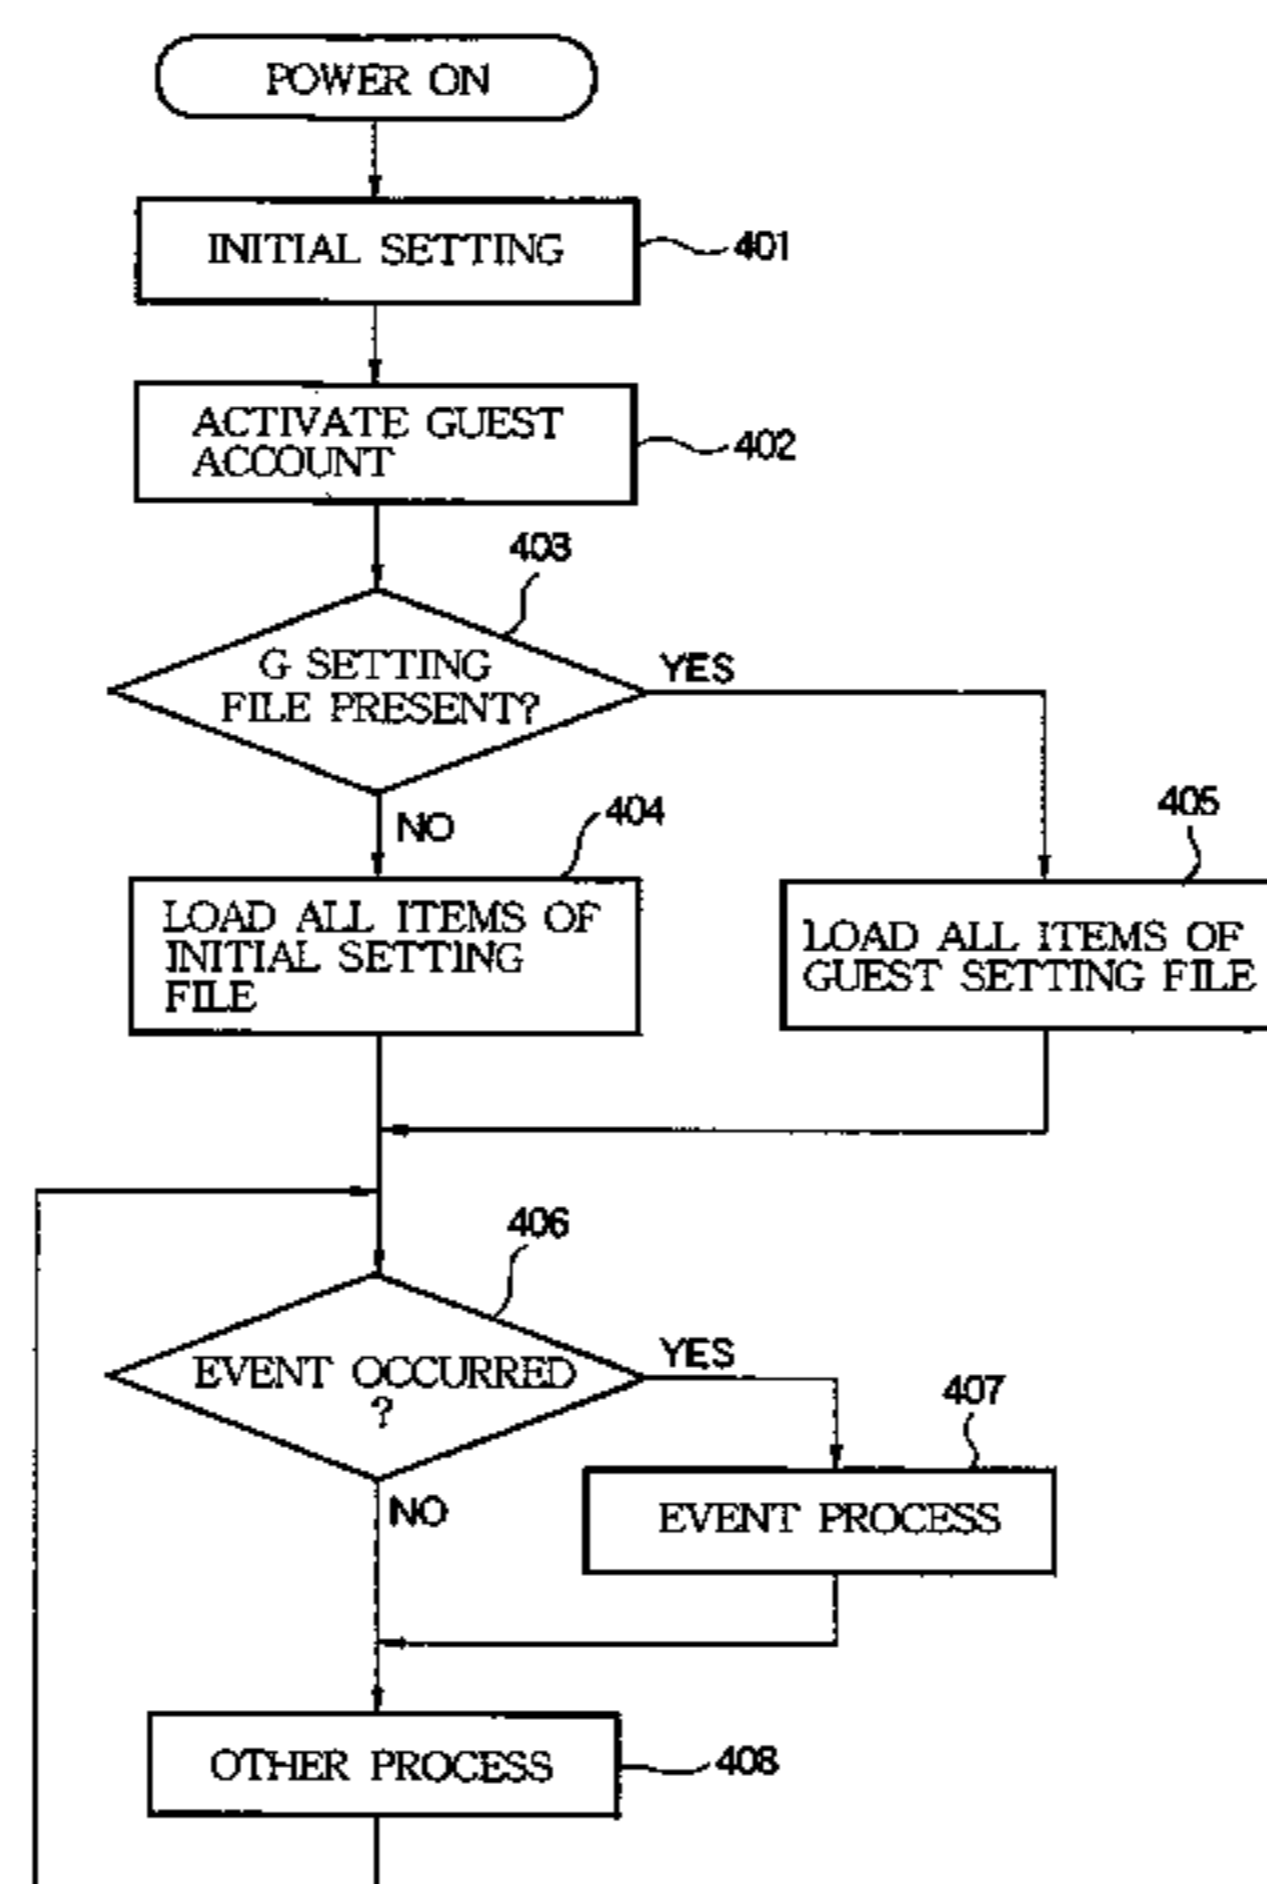 POWER ON
INITIAL SETTING
401
ACTIVATE GUEST
ACCOUNT
402
403
G SETTING
FILE PRESENT?
YES
NO
404
405
LOAD ALL ITEMS OF
INITIAL SETTING
FILE
LOAD ALL ITEMS OF
GUEST SETTING FILE
406
EVENT OCCURRED
?
YES
407
NO
EVENT PROCESS
OTHER PROCESS
408